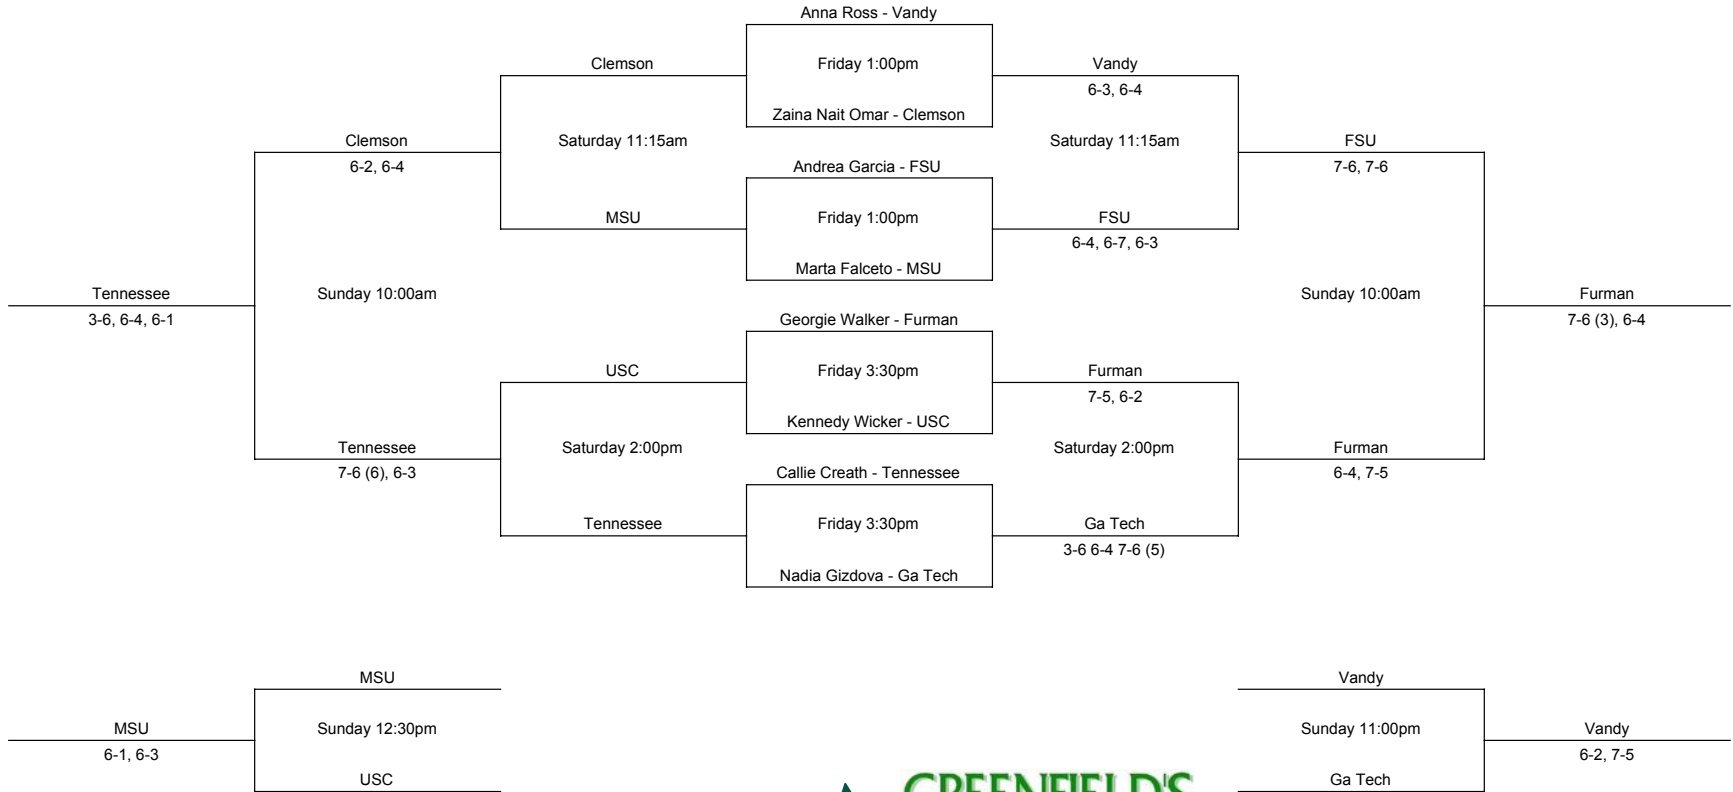 Anna Ross - Vandy
Clemson
Friday 1:00pm
Vandy
6-3, 6-4
Zaina Nait Omar - Clemson
Clemson
Saturday 11:15am
Saturday 11:15am
FSU
6-2, 6-4
Andrea Garcia - FSU
7-6, 7-6
MSU
Friday 1:00pm
FSU
6-4, 6-7, 6-3
Marta Falceto - MSU
Tennessee
Sunday 10:00am
Sunday 10:00am
Furman
3-6, 6-4, 6-1
Georgie Walker - Furman
7-6 (3), 6-4
USC
Friday 3:30pm
Furman
7-5, 6-2
Kennedy Wicker - USC
Tennessee
Saturday 2:00pm
Saturday 2:00pm
Furman
7-6 (6), 6-3
Callie Creath - Tennessee
6-4, 7-5
Tennessee
Friday 3:30pm
Ga Tech
3-6 6-4 7-6 (5)
Nadia Gizdova - Ga Tech
MSU
Vandy
MSU
Sunday 12:30pm
Sunday 11:00pm
Vandy
6-1, 6-3
6-2, 7-5
USC
GREENFIELD'S
Ga Tech